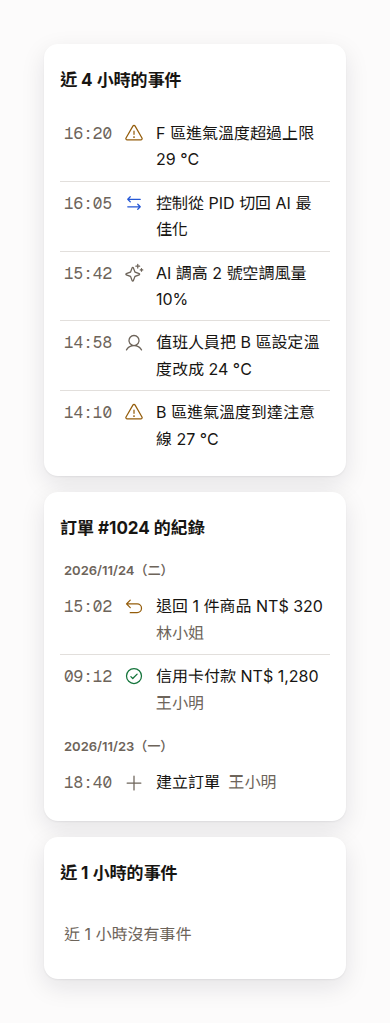 近 4 小時的事件
16:20 F 區進氣溫度超過上限
29 °C
16:05 控制從 PID 切回 AI 最
佳化
15:42 AI 調高 2 號空調風量
10%
14:58 值班人員把 B 區設定溫
度改成 24 °C
14:10 B 區進氣溫度到達注意
線 27 °C
訂單 #1024 的紀錄
2026/11/24（二）
15:02 退回 1 件商品 NT$ 320
林小姐
09:12 信用卡付款 NT$ 1,280
王小明
2026/11/23（一）
18:40 建立訂單 王小明
近 1 小時的事件
近 1 小時沒有事件